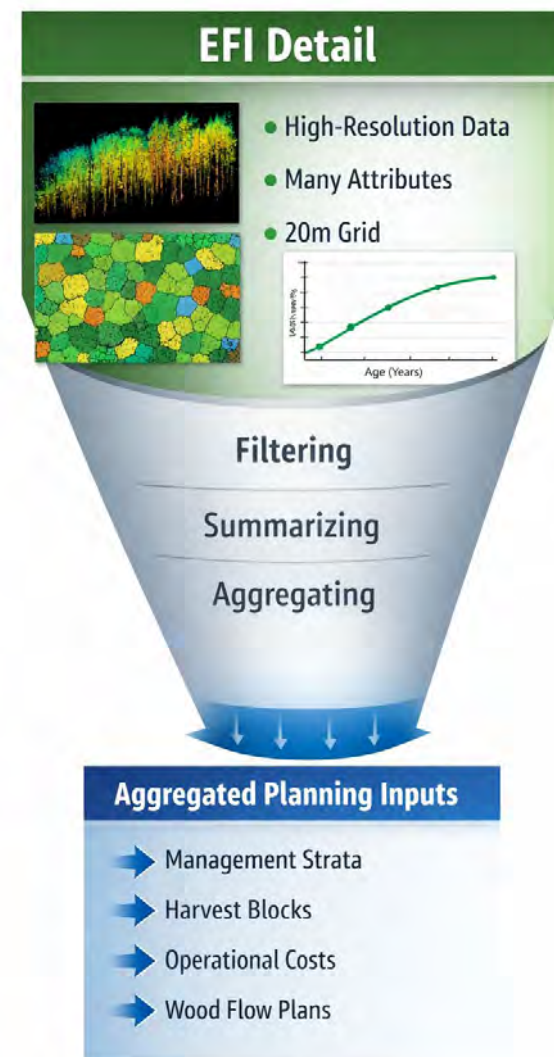 EFI Detail
• High-Resolution Data
• Many Attributes
• 20m Grid
Age (Years)
Filtering
Summarizing
Aggregating
Aggregated Planning Inputs
Management Strata
Harvest Blocks
Operational Costs
Wood Flow Plans